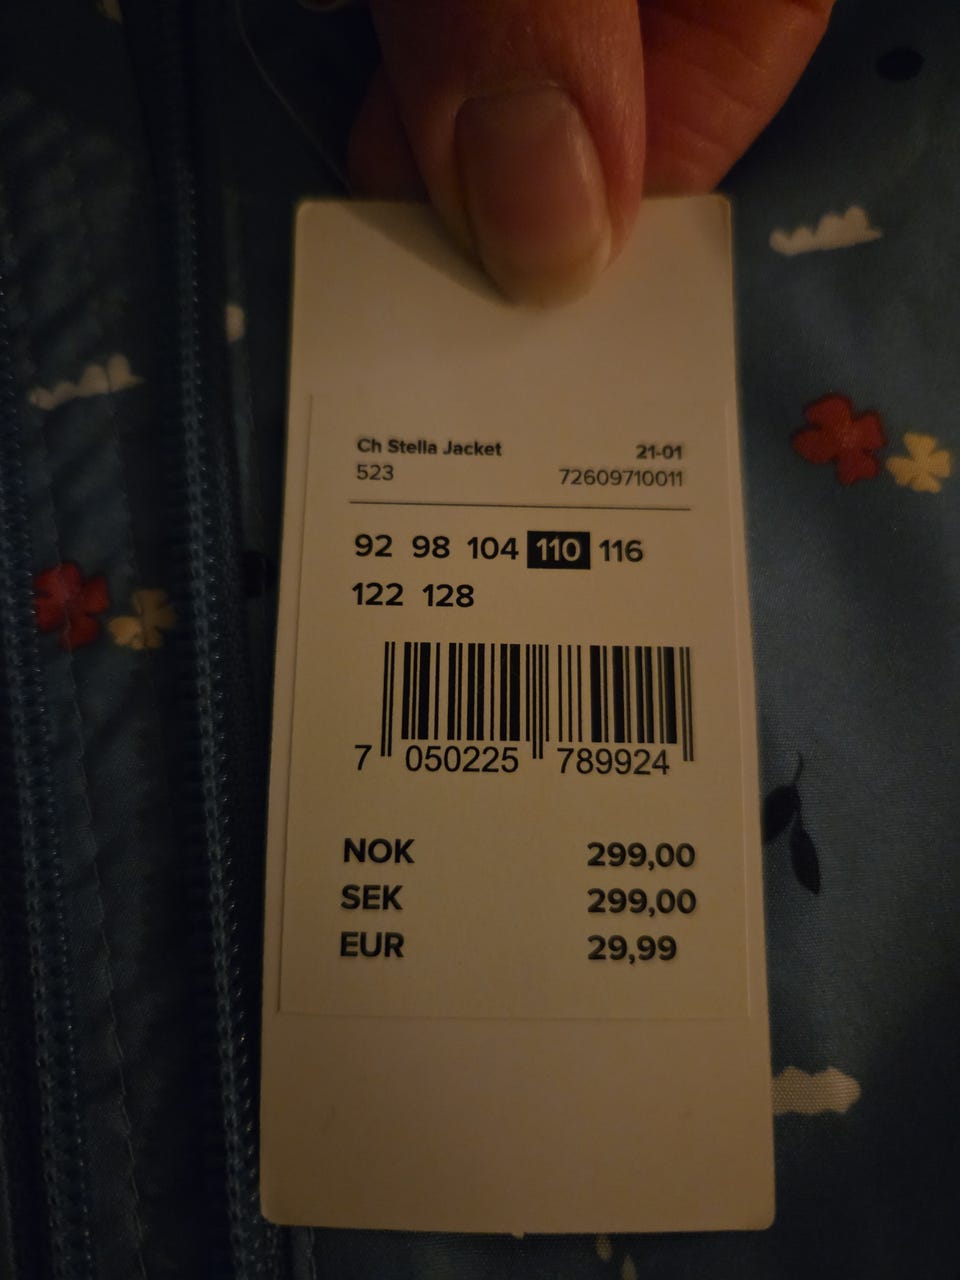 Ch Stella Jacket 21-01
523 72609710011
92 98 104 110 116
122 128
7 050225 789924
NOK 299,00
SEK 299,00
EUR 29,99